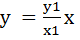 y = y1/x1 x